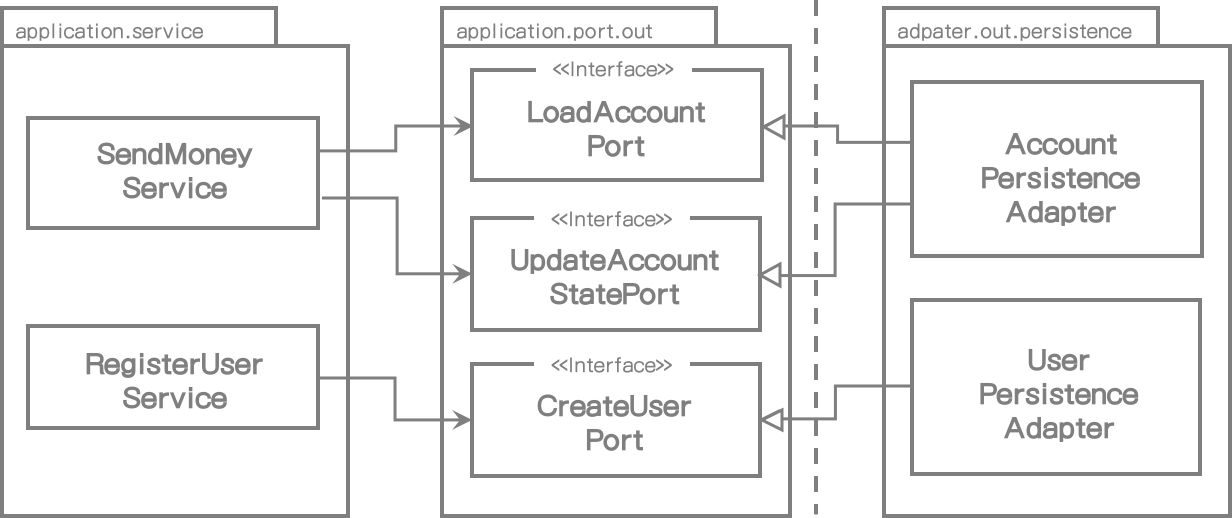 application.service
SendMoney
Service
RegisterUser
Service
application.port.out
<<Interface>>
LoadAccount
Port
<<Interface>>
UpdateAccount
StatePort
<<Interface>>
CreateUser
Port
adpater.out.persistence
Account
Persistence
Adapter
User
Persistence
Adapter